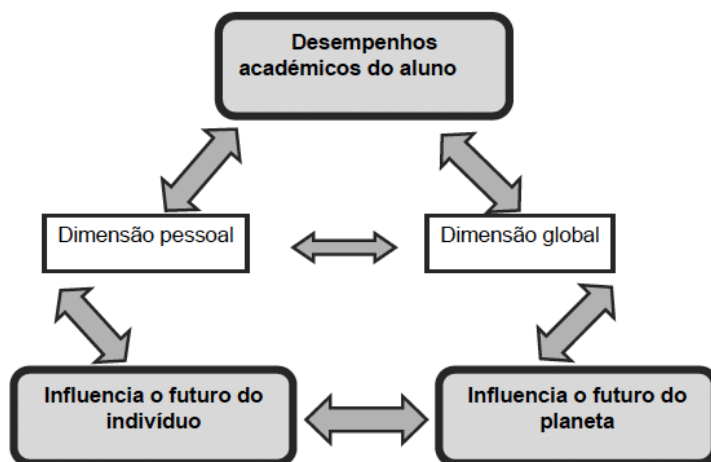 Desempenhos
académicos do aluno
Dimensão pessoal
Dimensão global
Influencia o futuro do
indivíduo
Influencia o futuro do
planeta